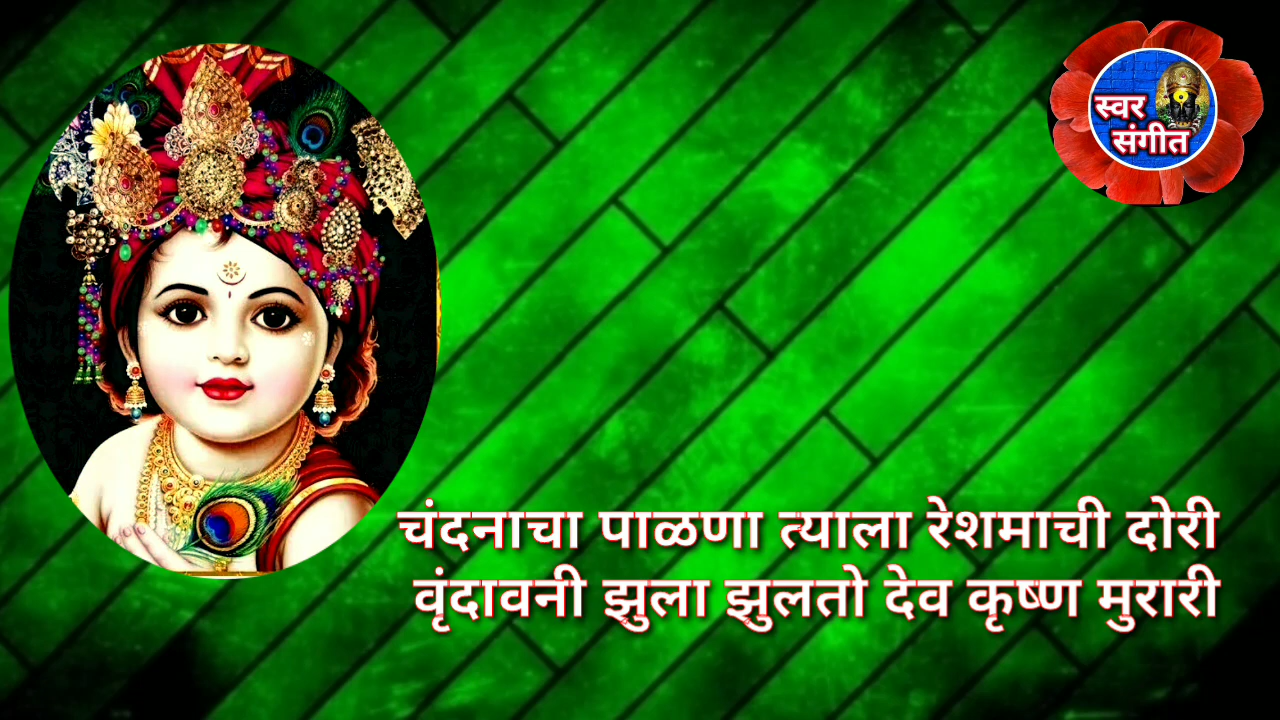 स्वर
संगीत
चंदनाचा पाळणा त्याला रेशमाची दोरी
वृंदावनी झुला झुलतो देव कृष्ण मुरारी